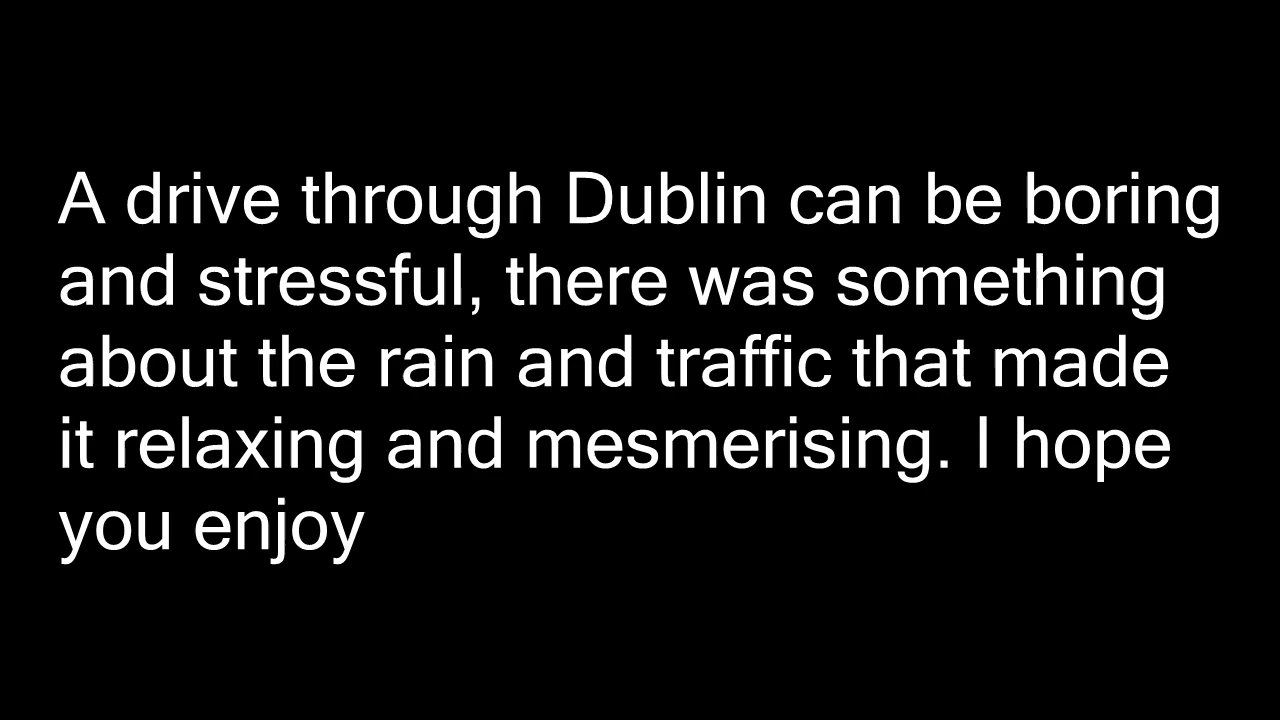 A drive through Dublin can be boring
and stressful, there was something
about the rain and traffic that made
it relaxing and mesmerising. I hope
you enjoy